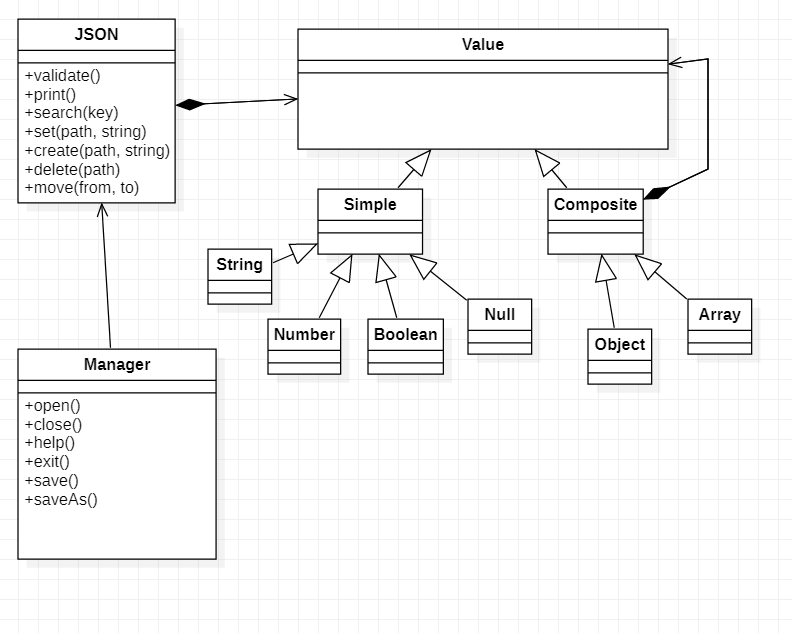 JSON
+validate()
+print()
+search(key)
+set(path, string)
+create(path, string)
+delete(path)
+move(from, to)
Value
Simple
Composite
String
Number
Boolean
Null
Object
Array
Manager
+open()
+close()
+help()
+exit()
+save()
+saveAs()